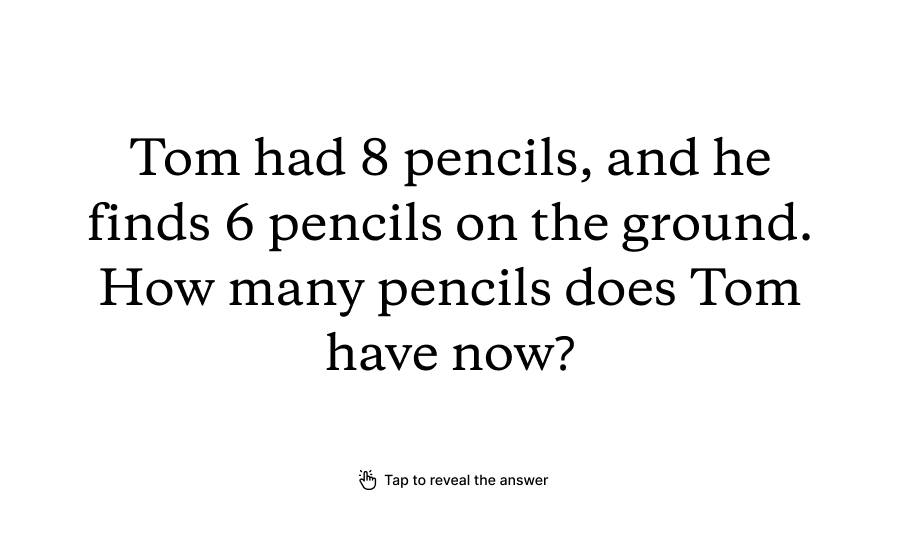 Tom had 8 pencils, and he
finds 6 pencils on the ground.
How many pencils does Tom
have now?
Tap to reveal the answer